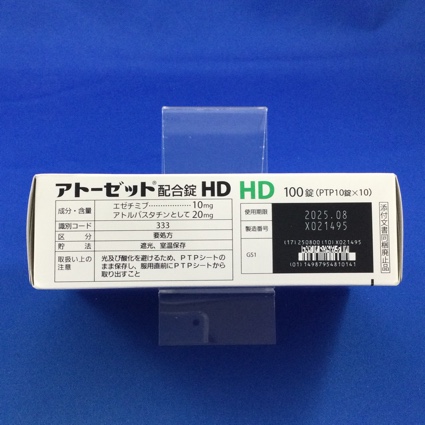 アトーゼット®配合錠 HD HD 100錠(PTP10錠×10)
成分・含量 エゼチミブ………………10mg
アトルバスタチンとして 20mg
識別コード 333
区分 要処方
貯法 遮光、室温保存
取扱い上の注意 光及び酸化を避けるため、PTPシートの
まま保存し、服用直前にPTPシートから
取り出すこと
使用期限 2025.08
製造番号 X021495
(17)250800(10)X021495
GS1
(01)14987954810141
添付文書同梱廃止品